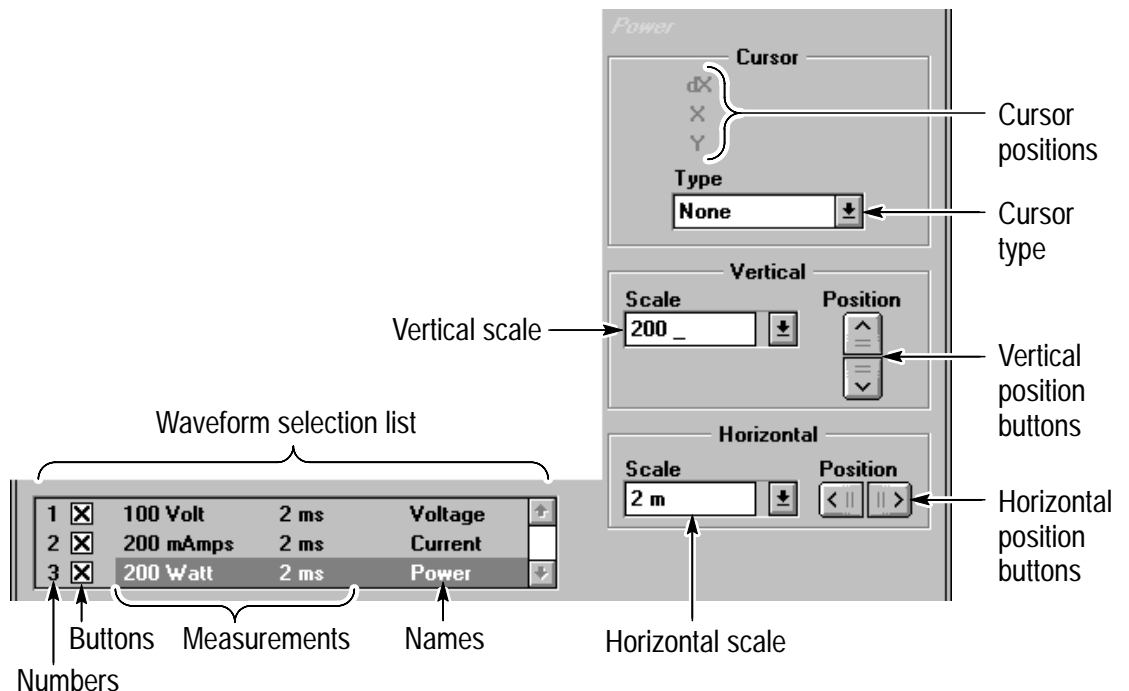 Power
Cursor
dX
X
Y
Cursor
positions
Type
None
Cursor
type
Vertical
Scale
Position
200 _
Vertical scale
Vertical
position
buttons
Waveform selection list
Horizontal
Scale
Position
2 m
Horizontal
position
buttons
1 100 Volt 2 ms Voltage
2 200 mAmps 2 ms Current
3 200 Watt 2 ms Power
Buttons
Measurements
Names
Horizontal scale
Numbers